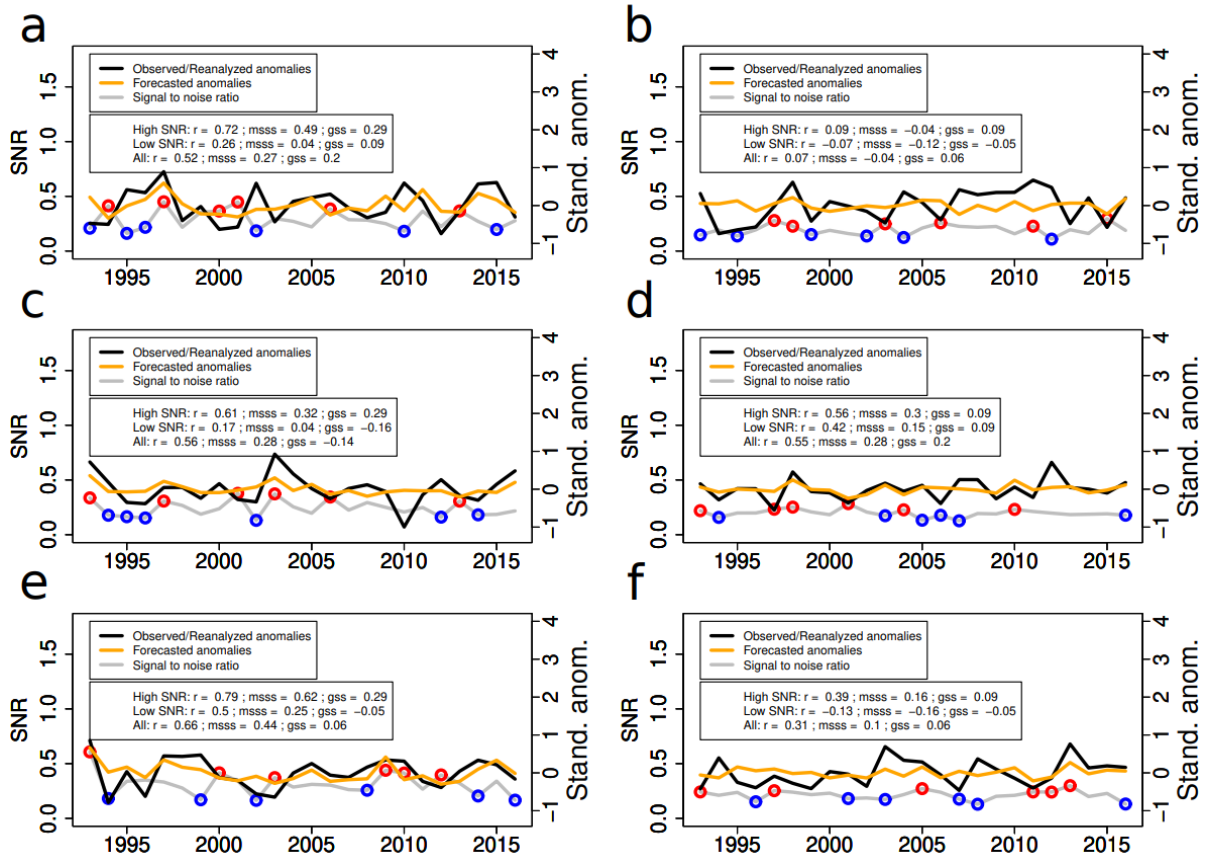 a
Observed/Reanalyzed anomalies
Forecasted anomalies
Signal to noise ratio
High SNR: r = 0.72 ; msss = 0.49 ; gss = 0.29
Low SNR: r = 0.26 ; msss = 0.04 ; gss = 0.09
All: r = 0.52 ; msss = 0.27 ; gss = 0.2
SNR
0.0 0.5 1.0 1.5
Stand. anom.
−1 0 1 2 3 4
1995 2000 2005 2010 2015
b
Observed/Reanalyzed anomalies
Forecasted anomalies
Signal to noise ratio
High SNR: r = 0.09 ; msss = −0.04 ; gss = 0.09
Low SNR: r = −0.07 ; msss = −0.12 ; gss = −0.05
All: r = 0.07 ; msss = −0.04 ; gss = 0.06
SNR
0.0 0.5 1.0 1.5
Stand. anom.
−1 0 1 2 3 4
1995 2000 2005 2010 2015
c
Observed/Reanalyzed anomalies
Forecasted anomalies
Signal to noise ratio
High SNR: r = 0.61 ; msss = 0.32 ; gss = 0.29
Low SNR: r = 0.17 ; msss = 0.04 ; gss = −0.16
All: r = 0.56 ; msss = 0.28 ; gss = −0.14
SNR
0.0 0.5 1.0 1.5
Stand. anom.
−1 0 1 2 3 4
1995 2000 2005 2010 2015
d
Observed/Reanalyzed anomalies
Forecasted anomalies
Signal to noise ratio
High SNR: r = 0.56 ; msss = 0.3 ; gss = 0.09
Low SNR: r = 0.42 ; msss = 0.15 ; gss = 0.09
All: r = 0.55 ; msss = 0.28 ; gss = 0.2
SNR
0.0 0.5 1.0 1.5
Stand. anom.
−1 0 1 2 3 4
1995 2000 2005 2010 2015
e
Observed/Reanalyzed anomalies
Forecasted anomalies
Signal to noise ratio
High SNR: r = 0.79 ; msss = 0.62 ; gss = 0.29
Low SNR: r = 0.5 ; msss = 0.25 ; gss = −0.05
All: r = 0.66 ; msss = 0.44 ; gss = 0.06
SNR
0.0 0.5 1.0 1.5
Stand. anom.
−1 0 1 2 3 4
1995 2000 2005 2010 2015
f
Observed/Reanalyzed anomalies
Forecasted anomalies
Signal to noise ratio
High SNR: r = 0.39 ; msss = 0.16 ; gss = 0.09
Low SNR: r = −0.13 ; msss = −0.16 ; gss = −0.05
All: r = 0.31 ; msss = 0.1 ; gss = 0.06
SNR
0.0 0.5 1.0 1.5
Stand. anom.
−1 0 1 2 3 4
1995 2000 2005 2010 2015